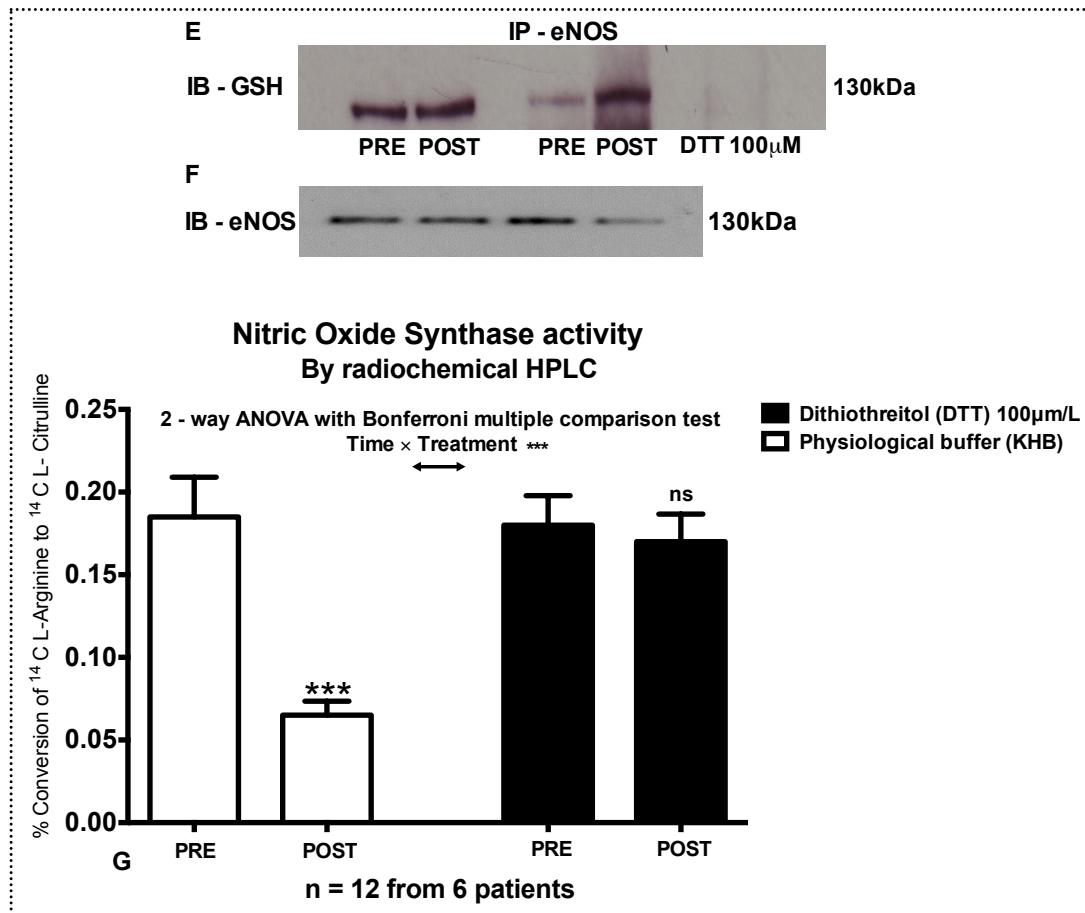 E IP - eNOS
IB - GSH 130kDa
PRE POST PRE POST DTT 100µM
F
IB - eNOS 130kDa
Nitric Oxide Synthase activity
By radiochemical HPLC
2 - way ANOVA with Bonferroni multiple comparison test
Time × Treatment ***
Dithiothreitol (DTT) 100µm/L
Physiological buffer (KHB)
% Conversion of ¹⁴ C L-Arginine to ¹⁴ C L- Citrulline
0.25
0.20
0.15
0.10
0.05
0.00
***
ns
PRE POST PRE POST
G
n = 12 from 6 patients